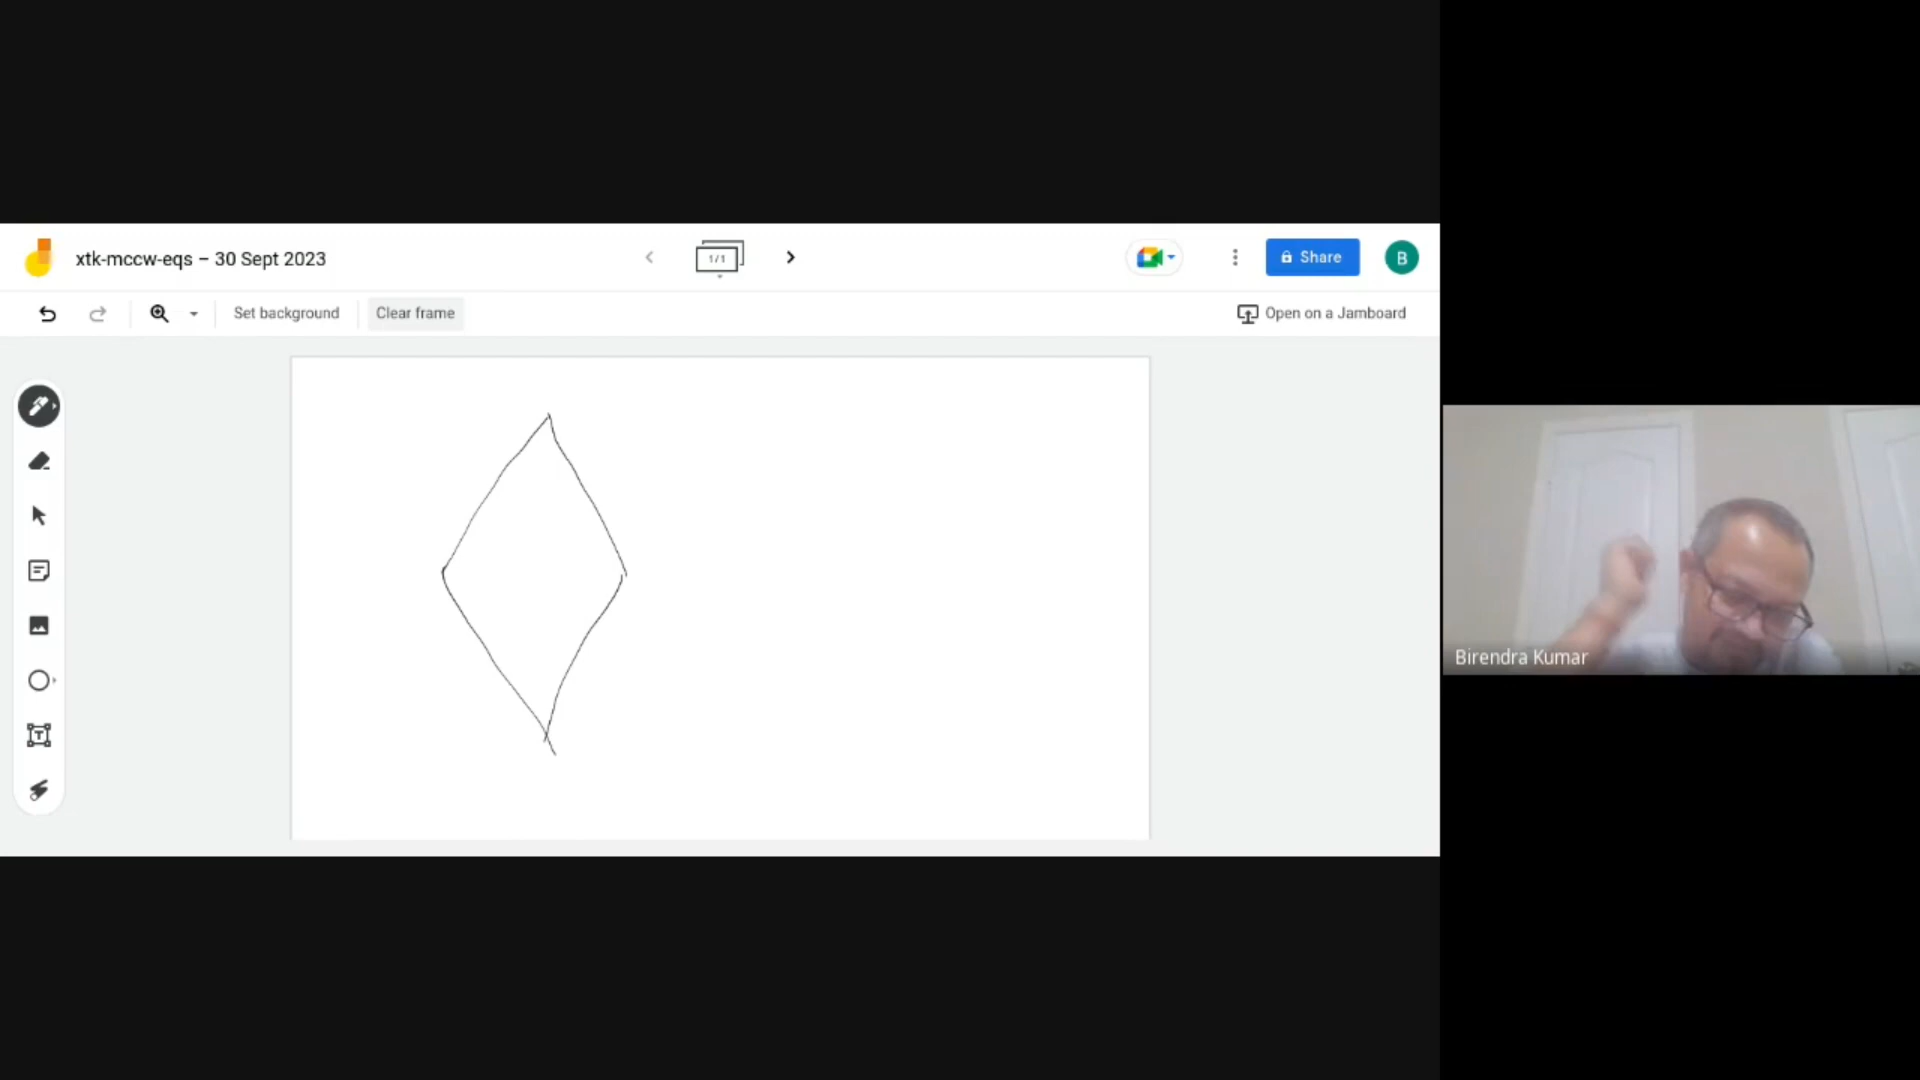 xtk-mccw-eqs – 30 Sept 2023
1/1
Share
B
Set background
Clear frame
Open on a Jamboard
T
Birendra Kumar